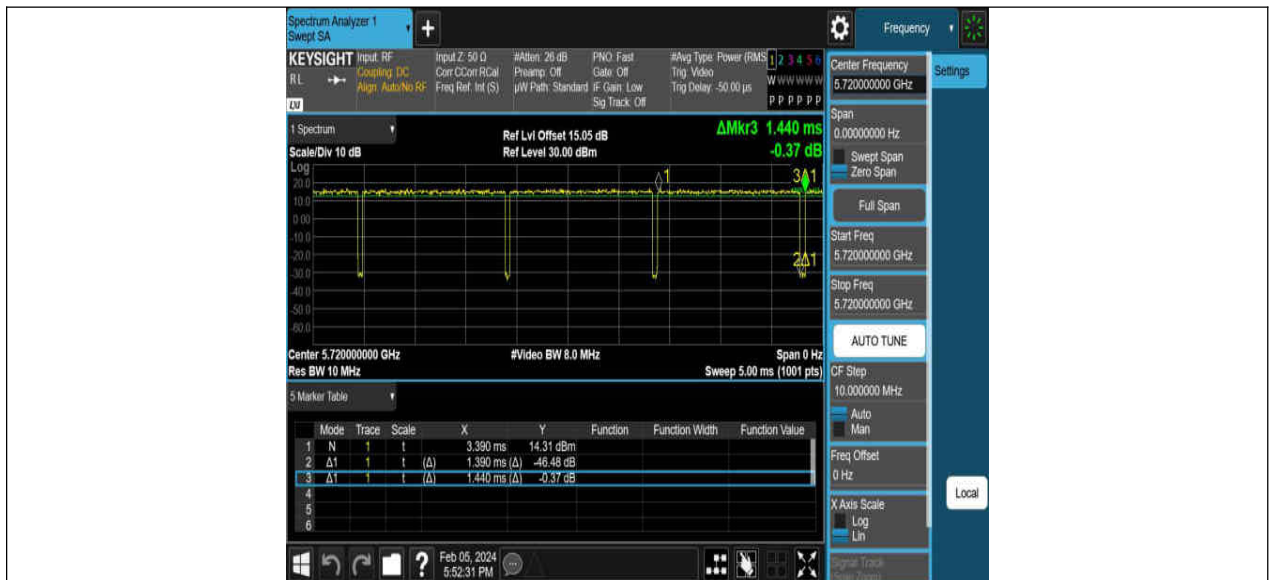 Spectrum Analyzer 1
Swept SA
+
Frequency
KEYSIGHT
RL
LXI
Input: RF
Coupling: DC
Align: Auto/No RF
Input Z: 50 Ω
Corr CCorr RCal
Freq Ref: Int (S)
#Atten: 26 dB
Preamp: Off
µW Path: Standard
PNO: Fast
Gate: Off
IF Gain: Low
Sig Track: Off
#Avg Type: Power (RMS
Trig: Video
Trig Delay: -50.00 µs
1 2 3 4 5 6
W W W W W W
P P P P P P
1 Spectrum
Scale/Div 10 dB
Ref Lvl Offset 15.05 dB
Ref Level 30.00 dBm
ΔMkr3 1.440 ms
-0.37 dB
Log
20.0
10.0
0.00
-10.0
-20.0
-30.0
-40.0
-50.0
-60.0
1
3Δ1
2Δ1
Center 5.720000000 GHz
#Video BW 8.0 MHz
Span 0 Hz
Res BW 10 MHz
Sweep 5.00 ms (1001 pts)
5 Marker Table
Mode Trace Scale X Y Function Function Width Function Value
1 N 1 t 3.390 ms 14.31 dBm
2 Δ1 1 t (Δ) 1.390 ms (Δ) -46.48 dB
3 Δ1 1 t (Δ) 1.440 ms (Δ) -0.37 dB
4
5
6
Feb 05, 2024
5:52:31 PM
Center Frequency
5.720000000 GHz
Settings
Span
0.00000000 Hz
Swept Span
Zero Span
Full Span
Start Freq
5.720000000 GHz
Stop Freq
5.720000000 GHz
AUTO TUNE
CF Step
10.000000 MHz
Auto
Man
Freq Offset
0 Hz
X Axis Scale
Log
Lin
Local
Signal Track
(Span Zoom)